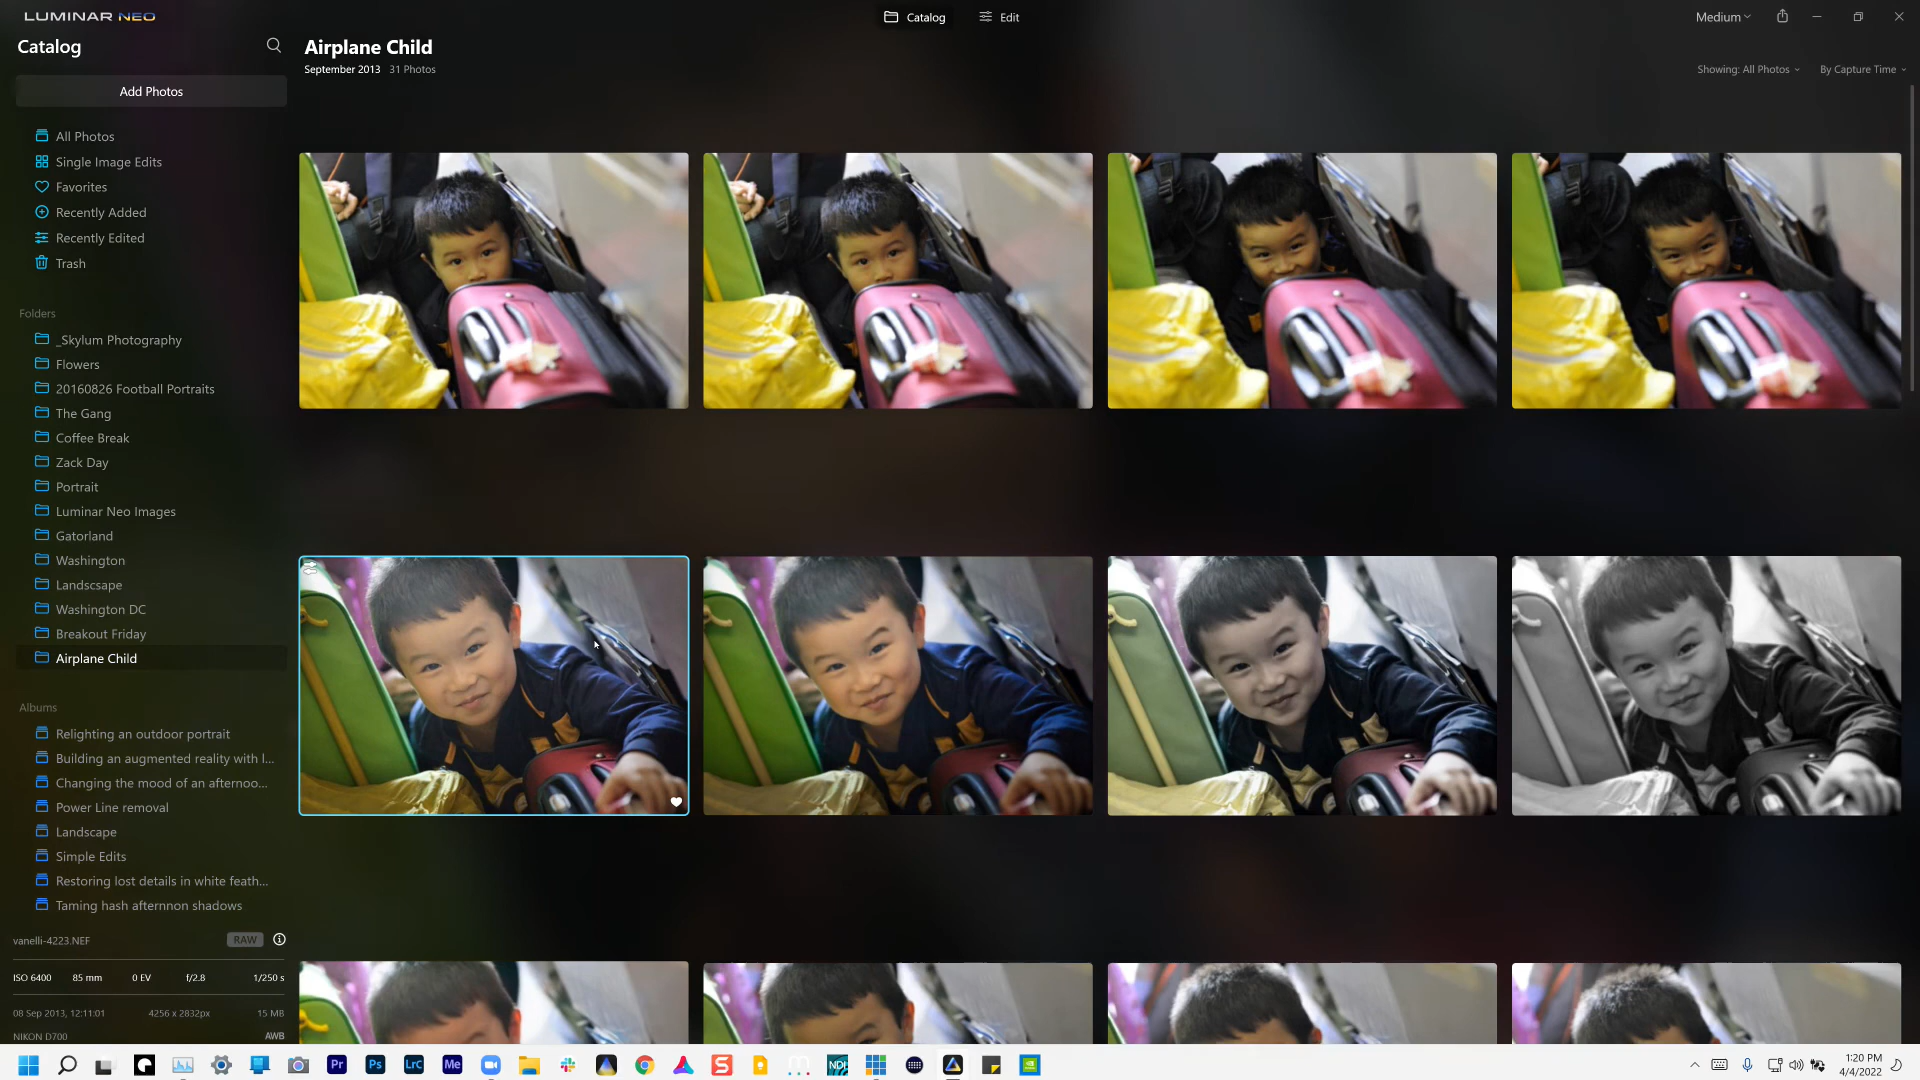 LUMINAR NEO
Catalog
Edit
Medium
Catalog
Airplane Child
September 2013 31 Photos
Showing: All Photos
By Capture Time
Add Photos
All Photos
Single Image Edits
Favorites
Recently Added
Recently Edited
Trash
Folders
_Skylum Photography
Flowers
20160826 Football Portraits
The Gang
Coffee Break
Zack Day
Portrait
Luminar Neo Images
Gatorland
Washington
Landscsape
Washington DC
Breakout Friday
Airplane Child
Albums
Relighting an outdoor portrait
Building an augmented reality with l...
Changing the mood of an afternoo...
Power Line removal
Landscape
Simple Edits
Restoring lost details in white feath...
Taming hash afternnon shadows
vanelli-4223.NEF RAW
ISO 6400 85 mm 0 EV f/2.8 1/250 s
08 Sep 2013, 12:11:01 4256 x 2832px 15 MB
NIKON D700 AWB
Pr Ps LrC Me S NDI
1:20 PM
4/4/2022